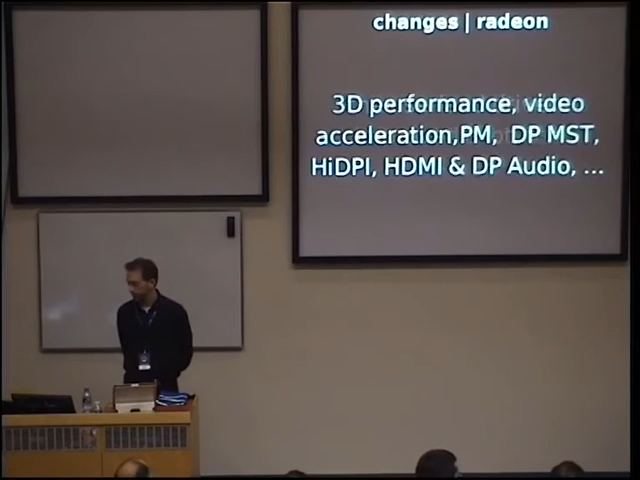 changes | radeon
3D performance, video
acceleration,PM, DP MST,
HiDPI, HDMI & DP Audio, ...